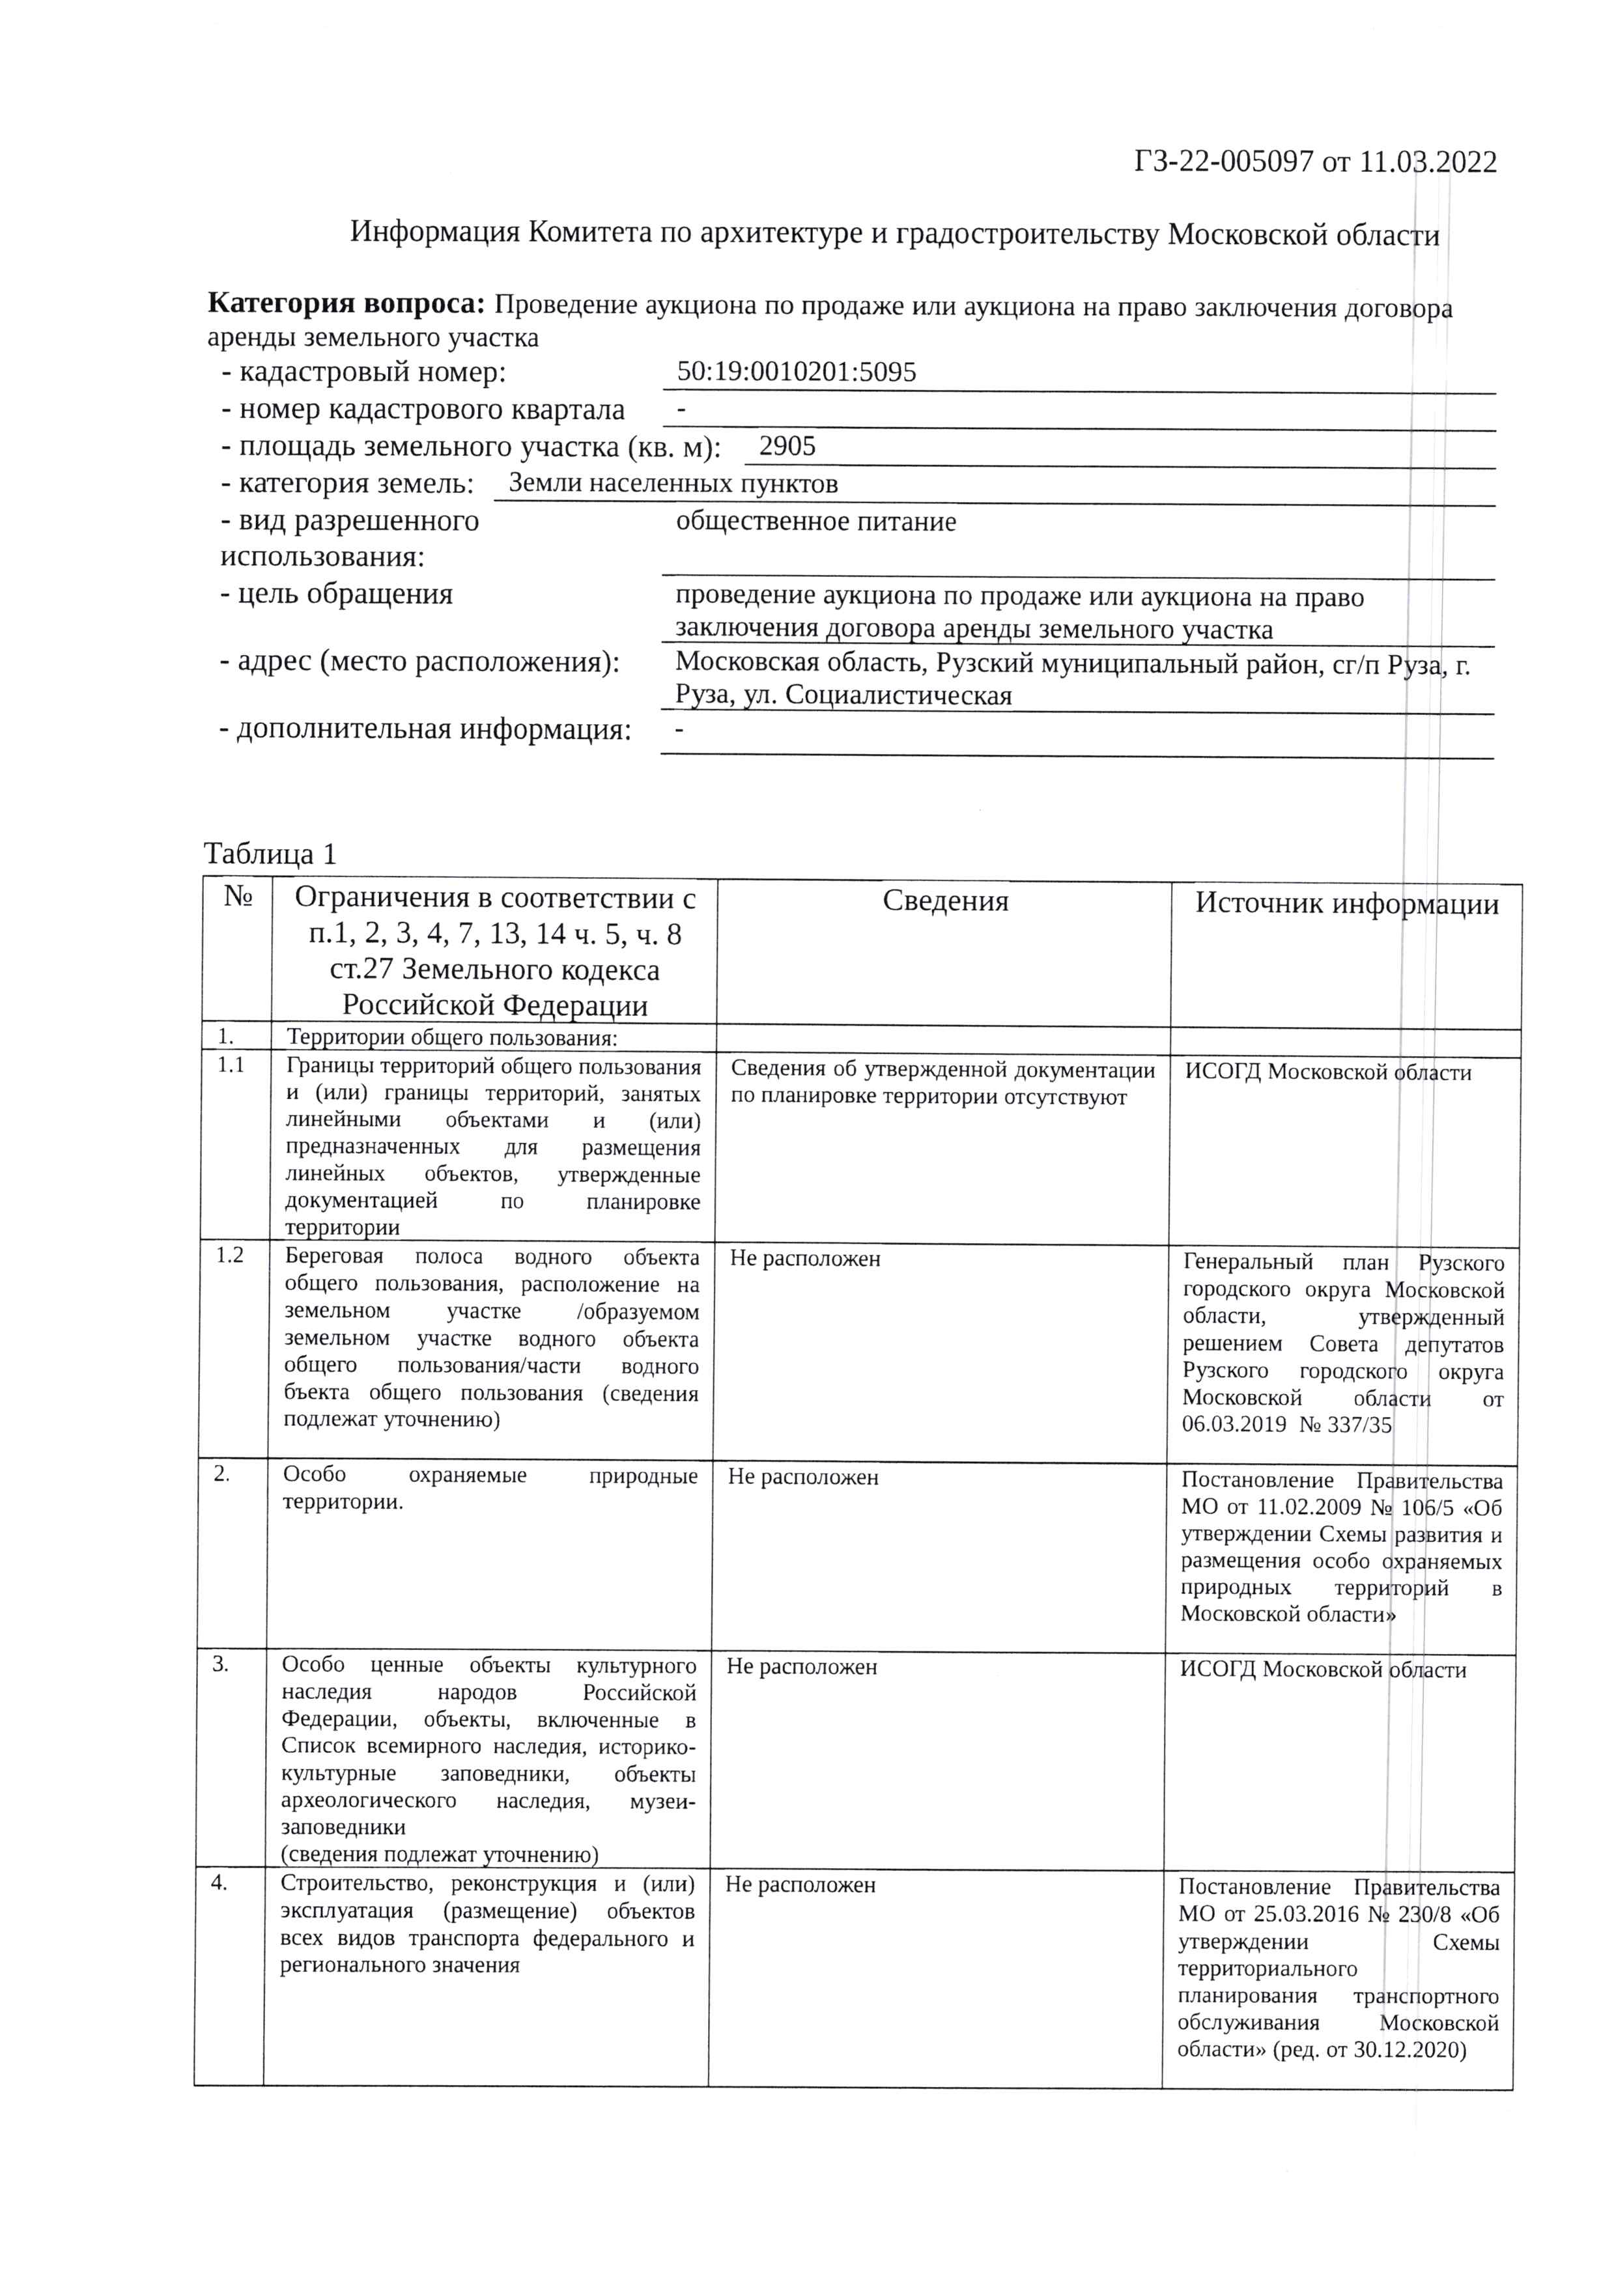 ГЗ-22-005097 от 11.03.2022
Информация Комитета по архитектуре и градостроительству Московской области
Категория вопроса: Проведение аукциона по продаже или аукциона на право заключения договора
аренды земельного участка
- кадастровый номер: 50:19:0010201:5095
- номер кадастрового квартала -
- площадь земельного участка (кв. м): 2905
- категория земель: Земли населенных пунктов
- вид разрешенного общественное питание
использования:
- цель обращения проведение аукциона по продаже или аукциона на право
заключения договора аренды земельного участка
- адрес (место расположения): Московская область, Рузский муниципальный район, сг/п Руза, г.
Руза, ул. Социалистическая
- дополнительная информация: -
Таблица 1
№
Ограничения в соответствии с
п.1, 2, 3, 4, 7, 13, 14 ч. 5, ч. 8
ст.27 Земельного кодекса
Российской Федерации
Сведения
Источник информации
1.
Территории общего пользования:
1.1
Границы территорий общего пользования
и (или) границы территорий, занятых
линейными объектами и (или)
предназначенных для размещения
линейных объектов, утвержденные
документацией по планировке
территории
Сведения об утвержденной документации
по планировке территории отсутствуют
ИСОГД Московской области
1.2
Береговая полоса водного объекта
общего пользования, расположение на
земельном участке /образуемом
земельном участке водного объекта
общего пользования/части водного
бъекта общего пользования (сведения
подлежат уточнению)
Не расположен
Генеральный план Рузского
городского округа Московской
области, утвержденный
решением Совета депутатов
Рузского городского округа
Московской области от
06.03.2019 № 337/35
2.
Особо охраняемые природные
территории.
Не расположен
Постановление Правительства
МО от 11.02.2009 № 106/5 «Об
утверждении Схемы развития и
размещения особо охраняемых
природных территорий в
Московской области»
3.
Особо ценные объекты культурного
наследия народов Российской
Федерации, объекты, включенные в
Список всемирного наследия, историко-
культурные заповедники, объекты
археологического наследия, музеи-
заповедники
(сведения подлежат уточнению)
Не расположен
ИСОГД Московской области
4.
Строительство, реконструкция и (или)
эксплуатация (размещение) объектов
всех видов транспорта федерального и
регионального значения
Не расположен
Постановление Правительства
МО от 25.03.2016 № 230/8 «Об
утверждении Схемы
территориального
планирования транспортного
обслуживания Московской
области» (ред. от 30.12.2020)